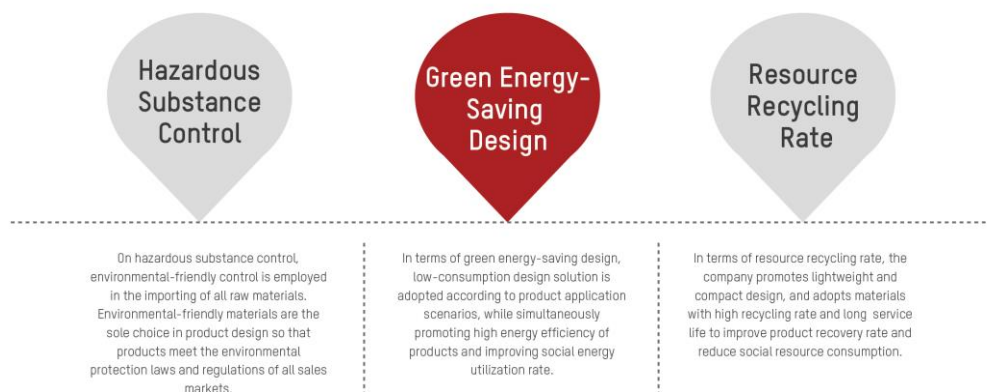 Hazardous
Substance
Control
Green Energy-
Saving
Design
Resource
Recycling
Rate
On hazardous substance control,
environmental-friendly control is employed
in the importing of all raw materials.
Environmental-friendly materials are the
sole choice in product design so that
products meet the environmental
protection laws and regulations of all sales
markets.
In terms of green energy-saving design,
low-consumption design solution is
adopted according to product application
scenarios, while simultaneously
promoting high energy efficiency of
products and improving social energy
utilization rate.
In terms of resource recycling rate, the
company promotes lightweight and
compact design, and adopts materials
with high recycling rate and long service
life to improve product recovery rate and
reduce social resource consumption.